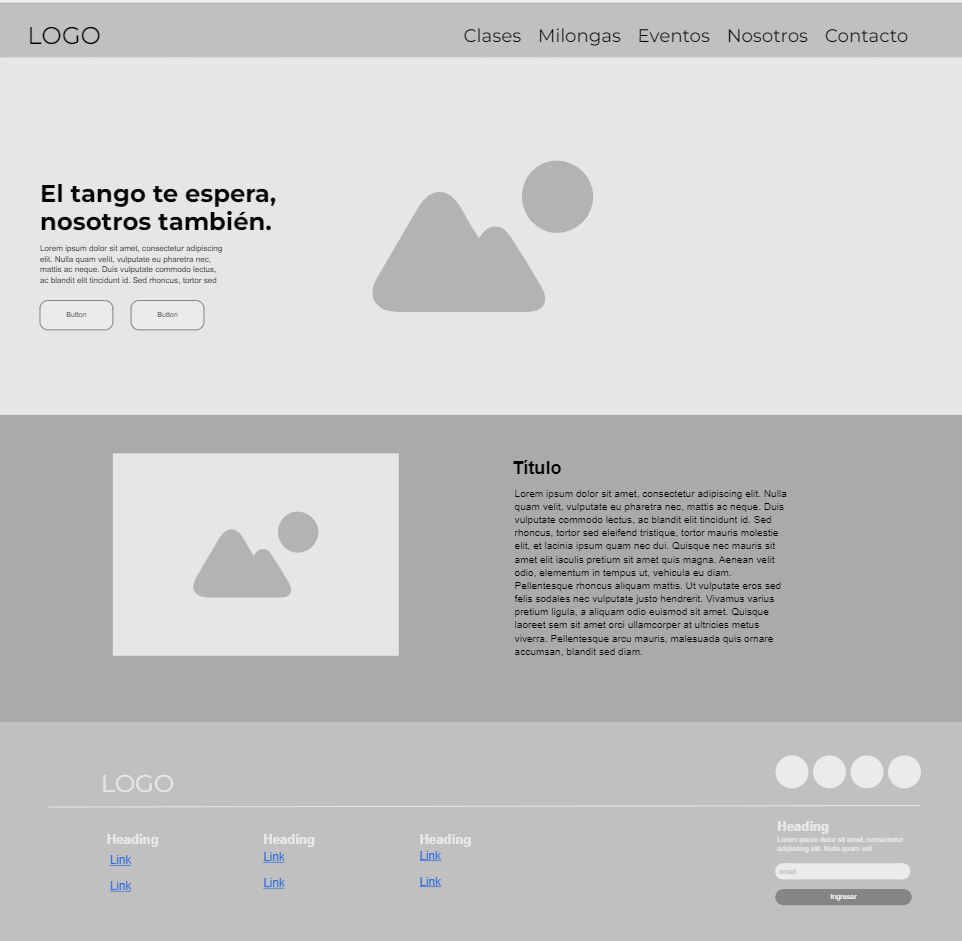 LOGO
Clases Milongas Eventos Nosotros Contacto
El tango te espera,
nosotros también.
Lorem ipsum dolor sit amet, consectetur adipiscing
elit. Nulla quam velit, vulputate eu pharetra nec,
mattis ac neque. Duis vulputate commodo lectus,
ac blandit elit tincidunt id. Sed rhoncus, tortor sed
Button
Button
Título
Lorem ipsum dolor sit amet, consectetur adipiscing elit. Nulla
quam velit, vulputate eu pharetra nec, mattis ac neque. Duis
vulputate commodo lectus, ac blandit elit tincidunt id. Sed
rhoncus, tortor sed eleifend tristique, tortor mauris molestie
elit, et lacinia ipsum quam nec dui. Quisque nec mauris sit
amet elit iaculis pretium sit amet quis magna. Aenean velit
odio, elementum in tempus ut, vehicula eu diam.
Pellentesque rhoncus aliquam mattis. Ut vulputate eros sed
felis sodales nec vulputate justo hendrerit. Vivamus varius
pretium ligula, a aliquam odio euismod sit amet. Quisque
laoreet sem sit amet orci ullamcorper at ultricies metus
viverra. Pellentesque arcu mauris, malesuada quis ornare
accumsan, blandit sed diam.
LOGO
Heading
Link
Link
Heading
Link
Link
Heading
Link
Link
Heading
Lorem ipsum dolor sit amet, consectetur
adipiscing elit. Nulla quam veli
email
Ingresar